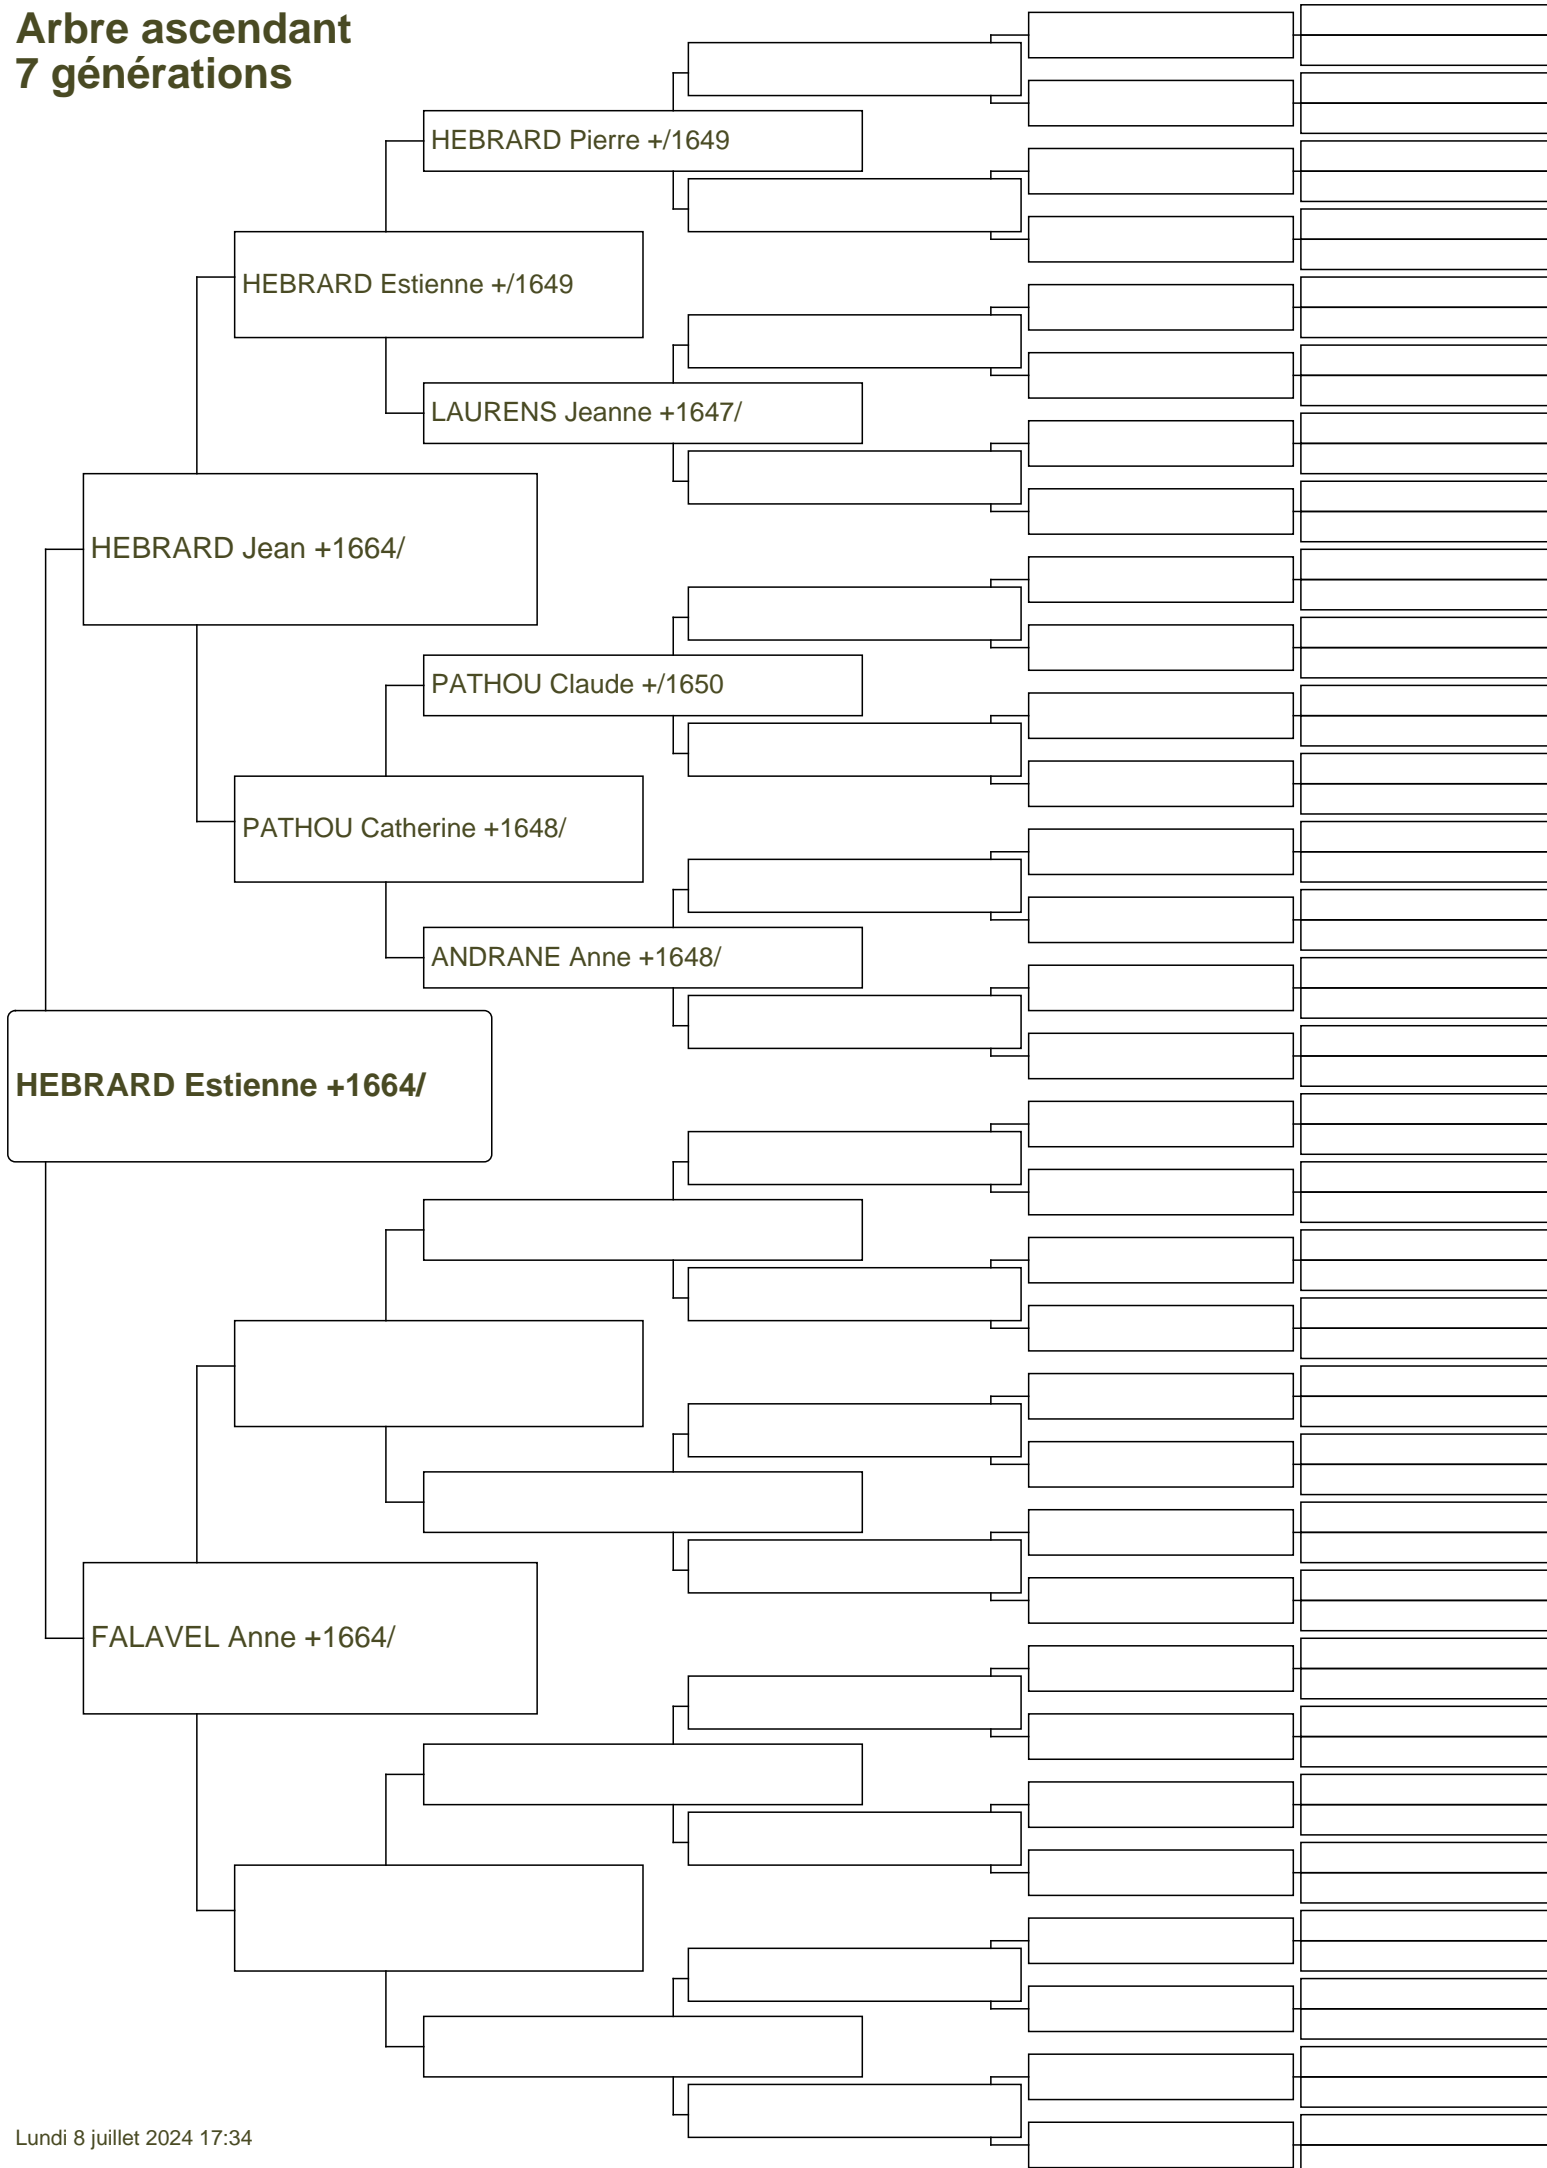 Arbre ascendant
7 générations
HEBRARD Pierre +/1649
HEBRARD Estienne +/1649
LAURENS Jeanne +1647/
HEBRARD Jean +1664/
PATHOU Claude +/1650
PATHOU Catherine +1648/
ANDRANE Anne +1648/
HEBRARD Estienne +1664/
FALAVEL Anne +1664/
Lundi 8 juillet 2024 17:34